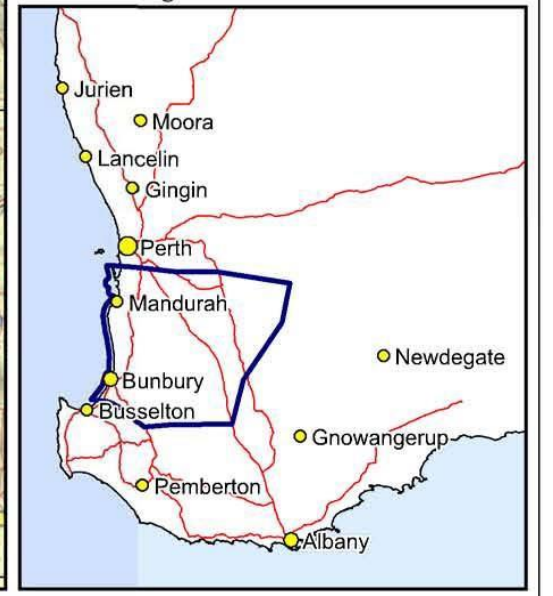 Jurien
Moora
Lancelin
Gingin
Perth
Mandurah
Newdegate
Bunbury
Busselton
Gnowangerup
Pemberton
Albany